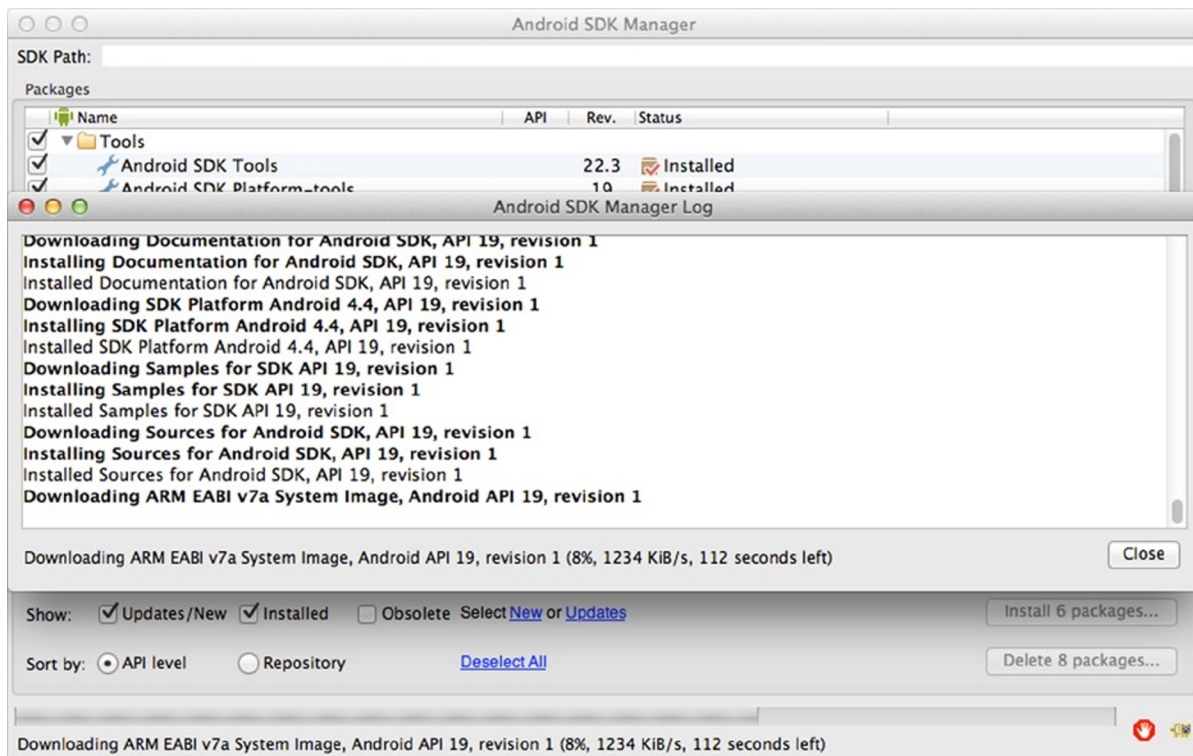 Android SDK Manager
SDK Path:
Packages
Name API Rev. Status
Tools
Android SDK Tools 22.3 Installed
Android SDK Platform-tools 19 Installed
Android SDK Manager Log
Downloading Documentation for Android SDK, API 19, revision 1
Installing Documentation for Android SDK, API 19, revision 1
Installed Documentation for Android SDK, API 19, revision 1
Downloading SDK Platform Android 4.4, API 19, revision 1
Installing SDK Platform Android 4.4, API 19, revision 1
Installed SDK Platform Android 4.4, API 19, revision 1
Downloading Samples for SDK API 19, revision 1
Installing Samples for SDK API 19, revision 1
Installed Samples for SDK API 19, revision 1
Downloading Sources for Android SDK, API 19, revision 1
Installing Sources for Android SDK, API 19, revision 1
Installed Sources for Android SDK, API 19, revision 1
Downloading ARM EABI v7a System Image, Android API 19, revision 1
Downloading ARM EABI v7a System Image, Android API 19, revision 1 (8%, 1234 KiB/s, 112 seconds left) Close
Show: Updates/New Installed Obsolete Select New or Updates Install 6 packages...
Sort by: API level Repository Deselect All Delete 8 packages...
Downloading ARM EABI v7a System Image, Android API 19, revision 1 (8%, 1234 KiB/s, 112 seconds left)